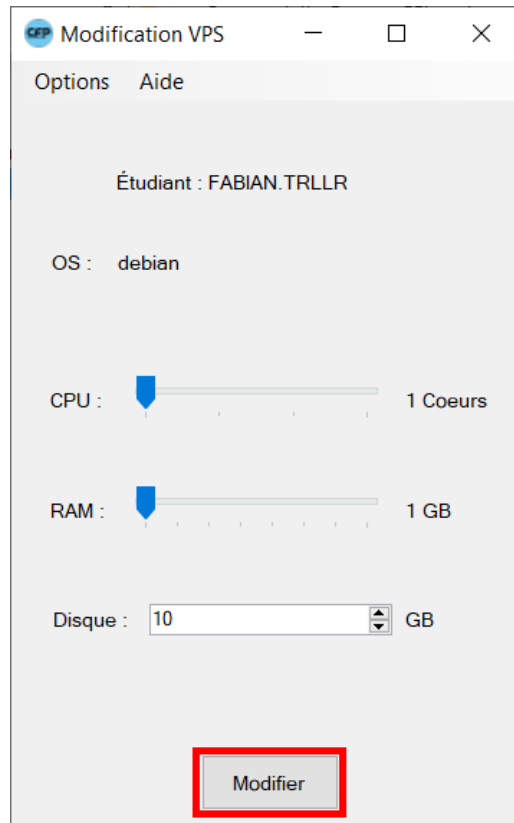 CFP Modification VPS
Options Aide
Étudiant : FABIAN.TRLLR
OS : debian
CPU : 1 Coeurs
RAM : 1 GB
Disque : 10 GB
Modifier